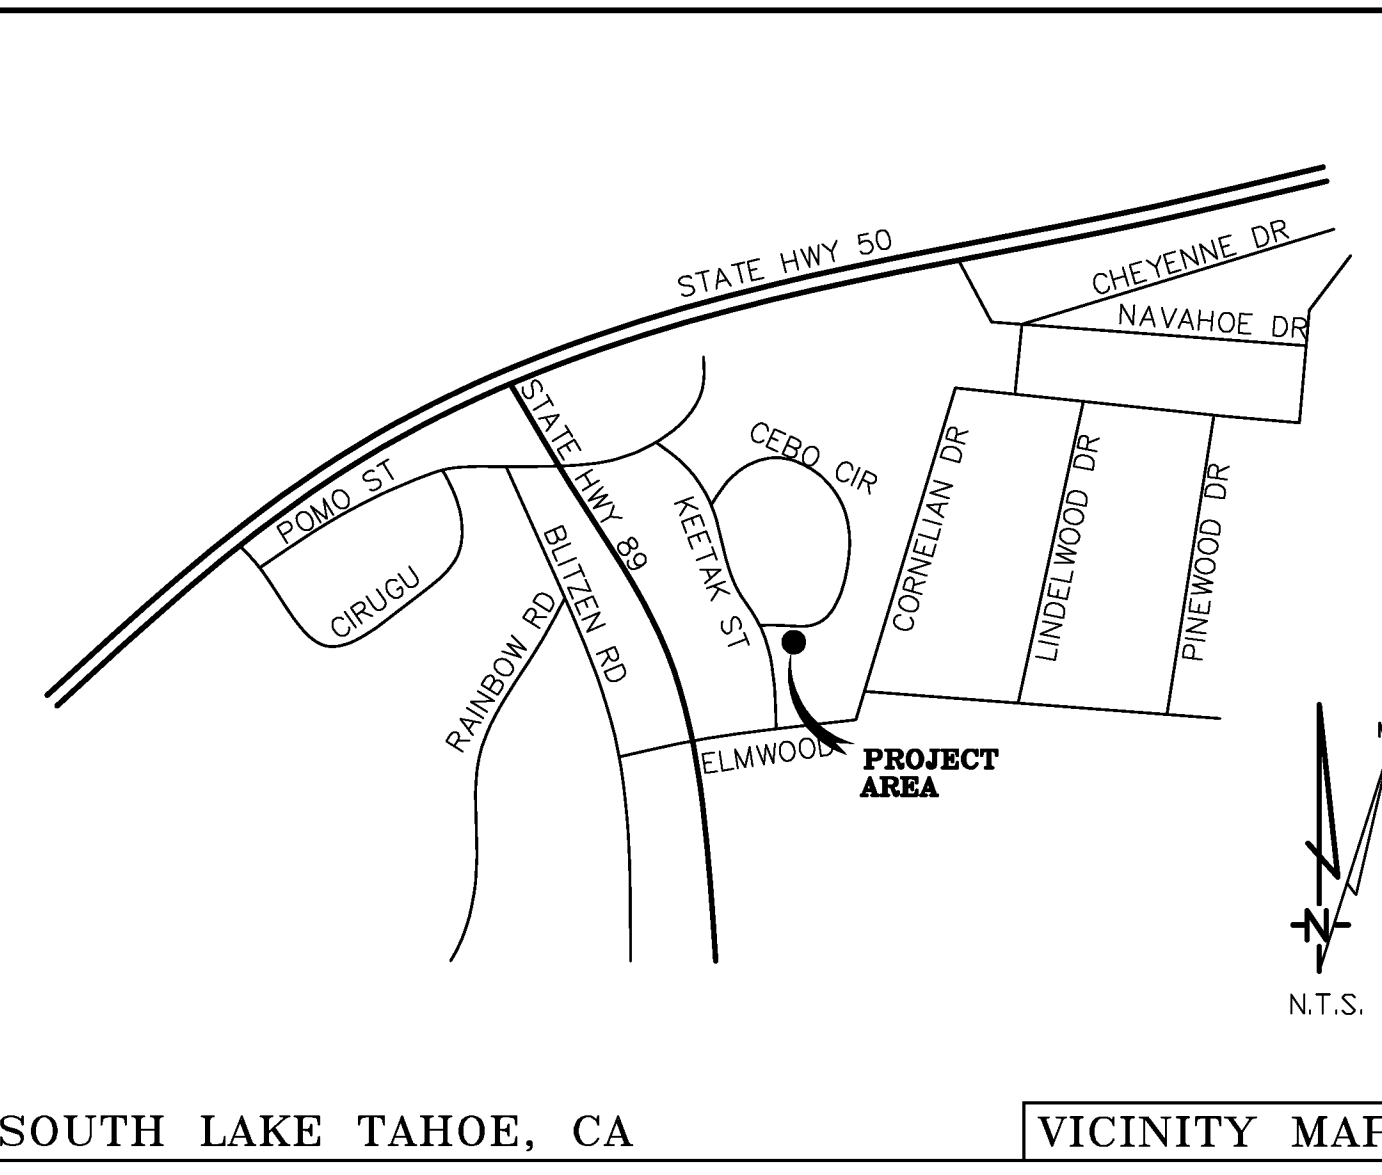 STATE HWY 50
CHEYENNE DR
NAVAHOE DR
STATE HWY 89
POMO ST
CEBO CIR
CIRUGU
KEETAK ST
BLITZEN RD
RAINBOW RD
CORNELIAN DR
LINDELWOOD DR
PINEWOOD DR
ELMWOOD
PROJECT
AREA
N
N.T.S.
SOUTH LAKE TAHOE, CA
VICINITY MAP